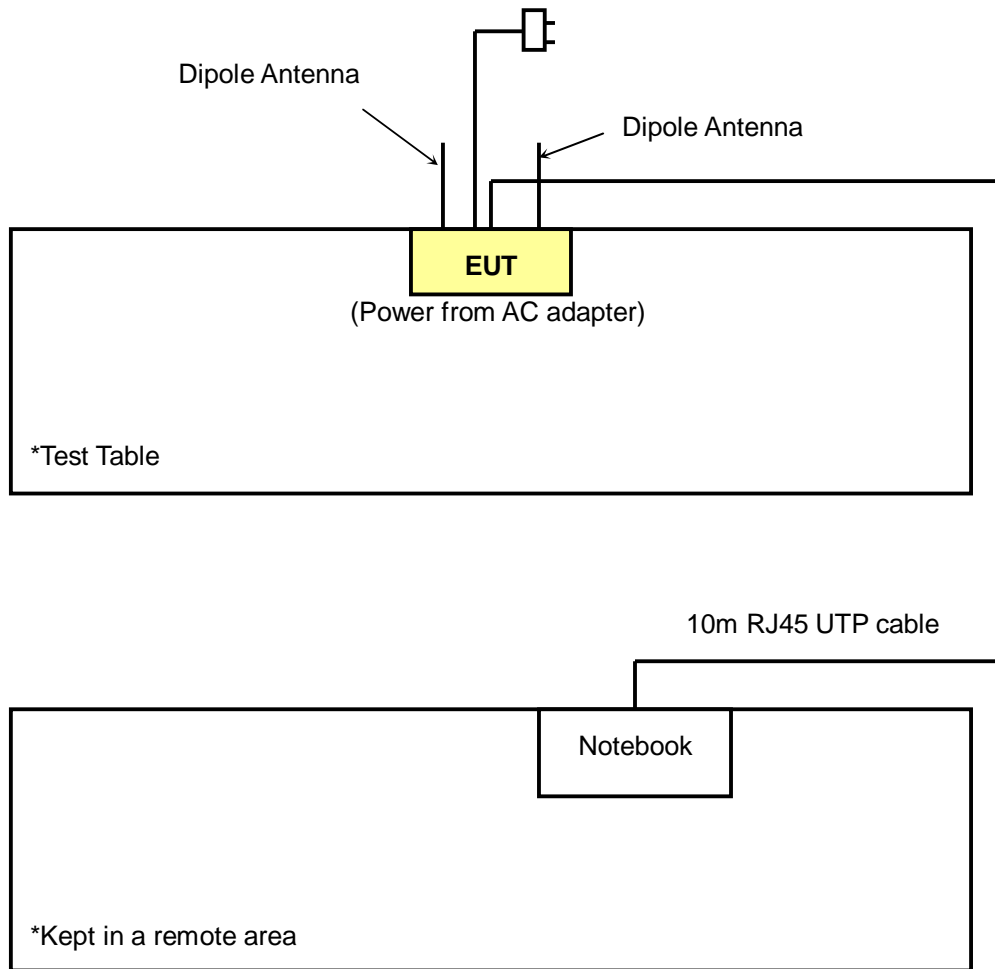 Dipole Antenna
Dipole Antenna
EUT
(Power from AC adapter)
*Test Table
10m RJ45 UTP cable
Notebook
*Kept in a remote area